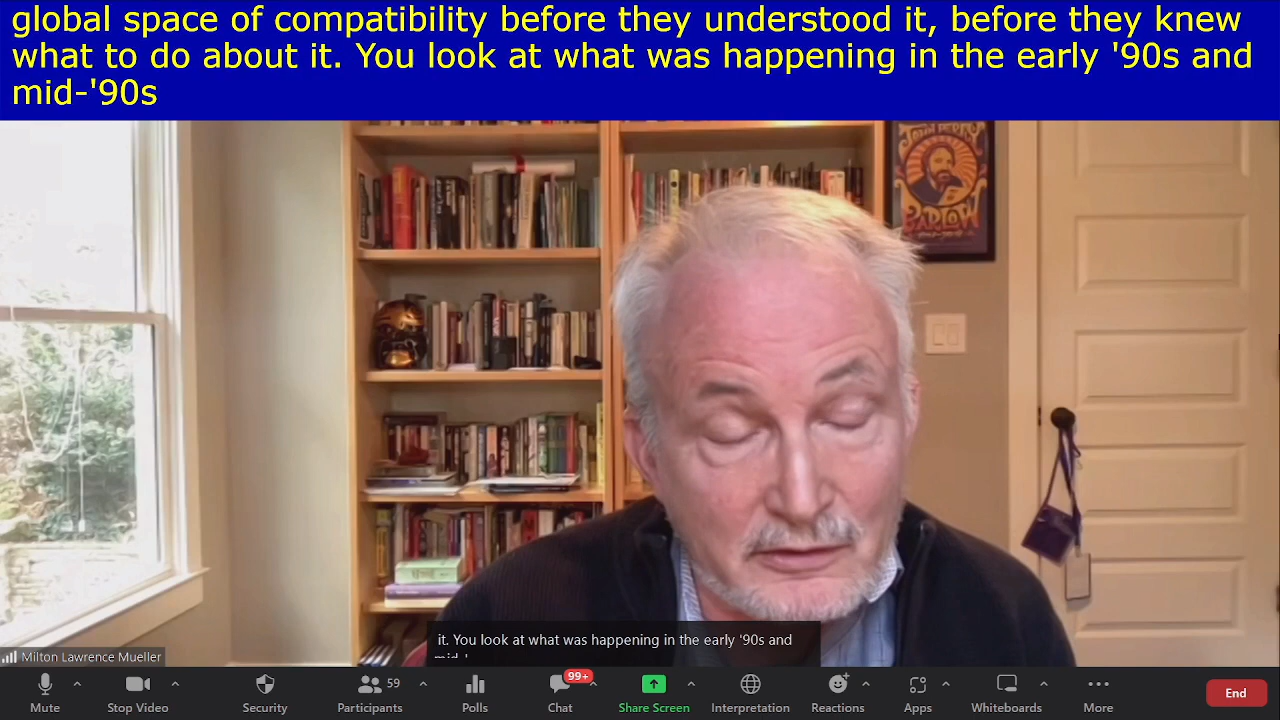 global space of compatibility before they understood it, before they knew
what to do about it. You look at what was happening in the early '90s and
mid-'90s
JOHN PERRY
BARLOW
it. You look at what was happening in the early '90s and
mid-'
Milton Lawrence Mueller
99+
59
Mute
Stop Video
Security
Participants
Polls
Chat
Share Screen
Interpretation
Reactions
Apps
Whiteboards
More
End